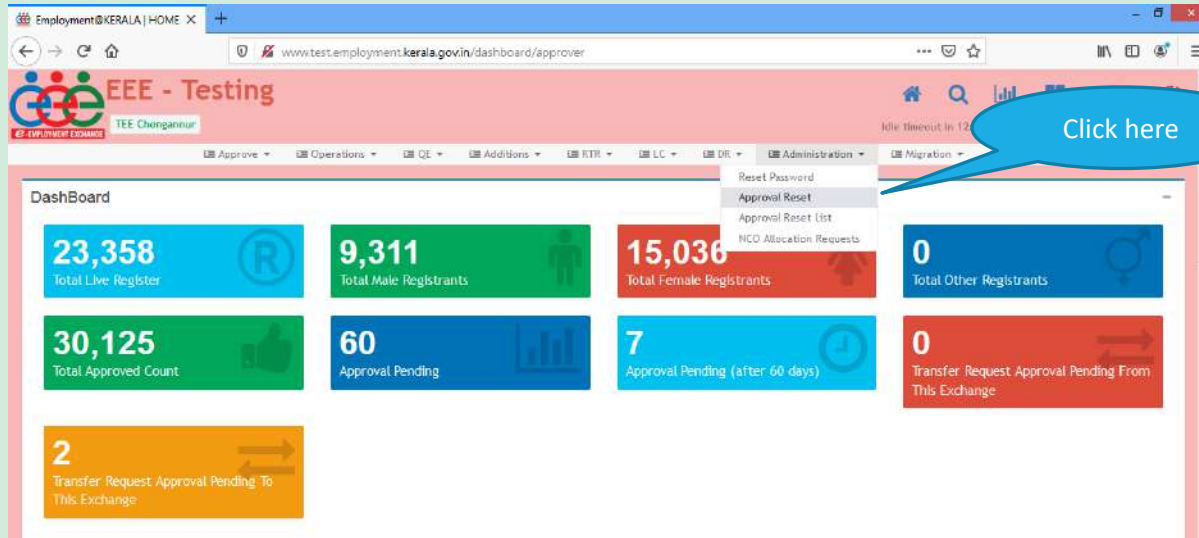 Employment@KERALA | HOME
www.test.employment.kerala.gov.in/dashboard/approver
EEE - Testing
TEE Chengannur
e-EMPLOYMENT EXCHANGE
Idle timeout in 12
Click here
Approve
Operations
QE
Additions
RTR
LC
DR
Administration
Migration
Reset Password
Approval Reset
Approval Reset List
NCO Allocation Requests
DashBoard
23,358
Total Live Register
R
9,311
Total Male Registrants
15,036
Total Female Registrants
0
Total Other Registrants
30,125
Total Approved Count
60
Approval Pending
7
Approval Pending (after 60 days)
0
Transfer Request Approval Pending From
This Exchange
2
Transfer Request Approval Pending To
This Exchange